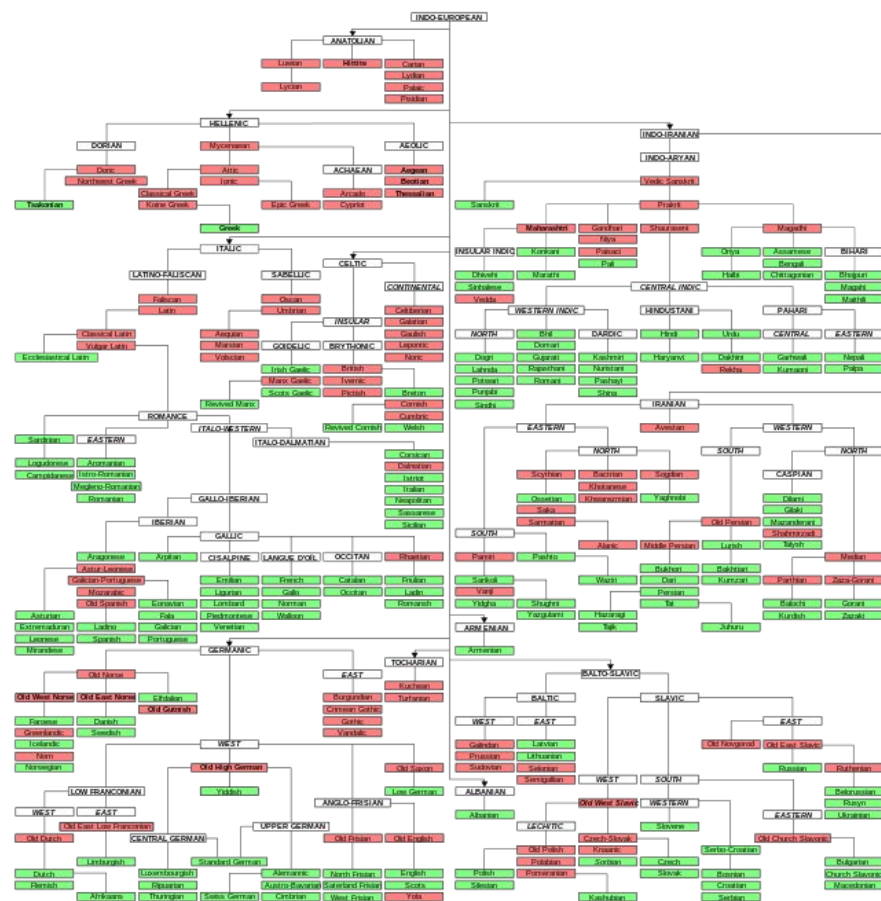 INDO-EUROPEAN
ANATOLIAN
Luwian Hittite Carian
Lydian
Lycian Palaic
Pisidian
HELLENIC
INDO-IRANIAN
DORIAN Mycenaean AEOLIC
INDO-ARYAN
Doric Attic ACHAEAN Aegean
Northwest Greek Ionic Beotian
Vedic Sanskrit
Classical Greek Arcado Thessalian
Tsakonian Koine Greek Epic Greek Cypriot
Sanskrit Prakrit
Greek
Maharashtri Gandhari Shauraseni Magadhi
Niya
ITALIC
INSULAR INDIC Konkani Paisaci Oriya Assamese BIHARI
CELTIC
Pali Bengali
LATINO-FALISCAN SABELLIC
Dhivehi Marathi Halbi Chittagonian Bhojpuri
CONTINENTAL
Sinhalese CENTRAL INDIC Magahi
Faliscan Oscan
Vedda Maithili
Latin Umbrian Celtiberian
WESTERN INDIC HINDUSTANI PAHARI
INSULAR Galatian
Classical Latin Aequian Gaulish
NORTH Bhil DARDIC Hindi Urdu CENTRAL EASTERN
Vulgar Latin Marsian GOIDELIC BRYTHONIC Lepontic
Domari
Ecclesiastical Latin Volscian Noric
Dogri Gujarati Kashmiri Haryanvi Dakhini Garhwali Nepali
Irish Gaelic British
Lahnda Rajasthani Nuristani Rekhta Kumaoni Palpa
Manx Gaelic Ivernic
Potwari Romani Pashayi
Scots Gaelic Pictish Breton
Punjabi Shina
Revived Manx Cornish
Sindhi IRANIAN
ROMANCE Cumbric
ITALO-WESTERN Revived Cornish Welsh
EASTERN Avestan WESTERN
Sardinian EASTERN ITALO-DALMATIAN
NORTH SOUTH NORTH
Corsican
Logudorese Aromanian Dalmatian
Scythian Bactrian Sogdian CASPIAN
Campidanese Istro-Romanian Istriot
Khotanese
Megleno-Romanian Italian
Ossetian Khwarezmian Yaghnobi Dilami
Romanian GALLO-IBERIAN Neapolitan
Saka Gilaki
Sassarese
Sarmatian Old Persian Mazanderani
IBERIAN Sicilian
SOUTH Shahmirzadi
GALLIC
Alanic Middle Persian Lurish Talysh
Aragonese Arpitan CISALPINE LANGUE D'OÏL OCCITAN Rhaetian
Pamiri Pashto Median
Astur-Leonese
Bukhori Bakhtiari
Galician-Portuguese Emilian French Catalan Friulian
Sarikoli Waziri Dari Kumzari Parthian Zaza-Gorani
Mozarabic Ligurian Gallo Occitan Ladin
Vanji Persian
Old Spanish Eonavian Lombard Norman Romansh
Yidgha Shughni Tat Balochi Gorani
Asturian Fala Piedmontese Walloon
Yazgulami Hazaragi Kurdish Zazaki
Extremaduran Ladino Galician Venetian
ARMENIAN Tajik Juhuru
Leonese Spanish Portuguese
Mirandese GERMANIC
Armenian
TOCHARIAN
Old Norse EAST BALTO-SLAVIC
Kuchean
Old West Norse Old East Norse Elfdalian Burgundian Turfanian
BALTIC SLAVIC
Old Gutnish Crimean Gothic
Faroese Danish Gothic
WEST EAST EAST
Greenlandic Swedish Vandalic
Icelandic WEST
Galindan Latvian Old Novgorod Old East Slavic
Norn
Prussian Lithuanian
Norwegian Old High German Old Saxon
Sudovian Selonian Russian Ruthenian
Semigallian WEST SOUTH
LOW FRANCONIAN Yiddish Low German
ALBANIAN Belorussian
ANGLO-FRISIAN
Old West Slavic WESTERN Rusyn
WEST EAST
Albanian EASTERN Ukrainian
Old East Low Franconian UPPER GERMAN
LECHITIC Slovene
Old Dutch CENTRAL GERMAN Old Frisian Old English
Czech-Slovak Old Church Slavonic
Old Polish Knaanic Serbo-Croatian
Limburgish Standard German
Polabian Sorbian Czech Bulgarian
Dutch Luxembourgish Alemannic North Frisian English
Polish Pomeranian Slovak Bosnian Church Slavonic
Flemish Ripuarian Austro-Bavarian Saterland Frisian Scots
Silesian Croatian Macedonian
Afrikaans Thuringian Swiss German Cimbrian West Frisian Yola
Kashubian Serbian